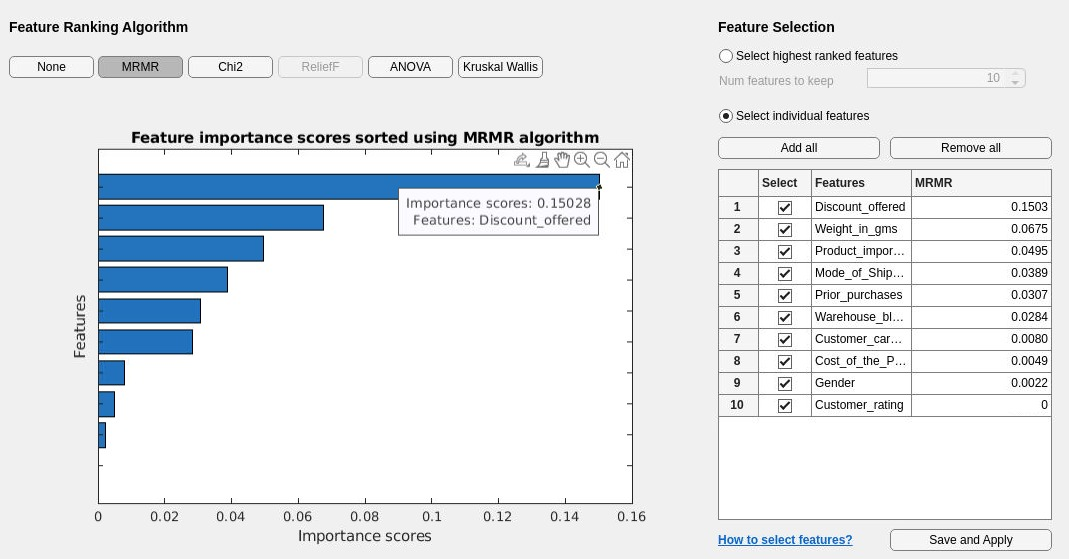 Feature Ranking Algorithm
None MRMR Chi2 ReliefF ANOVA Kruskal Wallis
Feature importance scores sorted using MRMR algorithm
Importance scores: 0.15028
Features: Discount_offered
Features
0 0.02 0.04 0.06 0.08 0.1 0.12 0.14 0.16
Importance scores
Feature Selection
Select highest ranked features
Num features to keep 10
Select individual features
Add all Remove all
Select Features MRMR
1 Discount_offered 0.1503
2 Weight_in_gms 0.0675
3 Product_impor... 0.0495
4 Mode_of_Ship... 0.0389
5 Prior_purchases 0.0307
6 Warehouse_bl... 0.0284
7 Customer_car... 0.0080
8 Cost_of_the_P... 0.0049
9 Gender 0.0022
10 Customer_rating 0
How to select features? Save and Apply